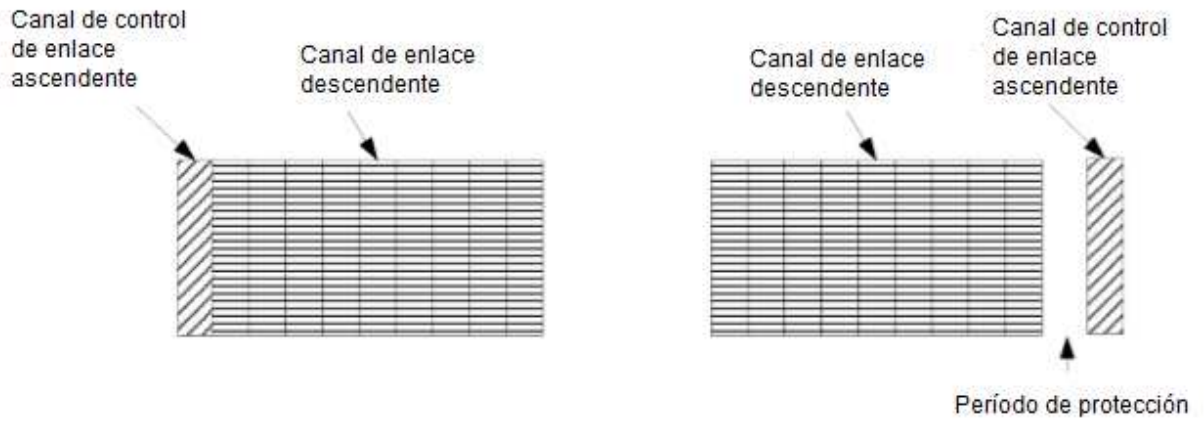 Canal de control
de enlace
ascendente
Canal de enlace
descendente
Canal de enlace
descendente
Canal de control
de enlace
ascendente
Período de protección